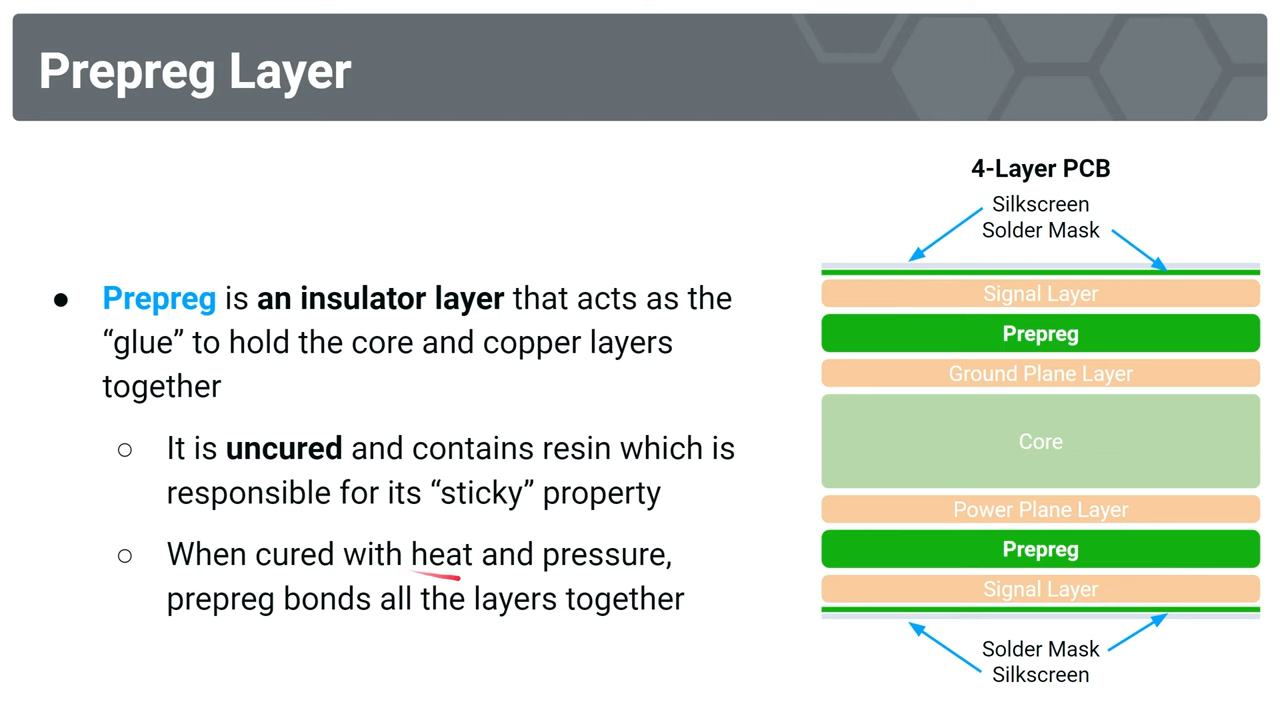 Prepreg Layer
● Prepreg is an insulator layer that acts as the
“glue” to hold the core and copper layers
together
○ It is uncured and contains resin which is
responsible for its “sticky” property
○ When cured with heat and pressure,
prepreg bonds all the layers together
4-Layer PCB
Silkscreen
Solder Mask
Signal Layer
Prepreg
Ground Plane Layer
Core
Power Plane Layer
Prepreg
Signal Layer
Solder Mask
Silkscreen